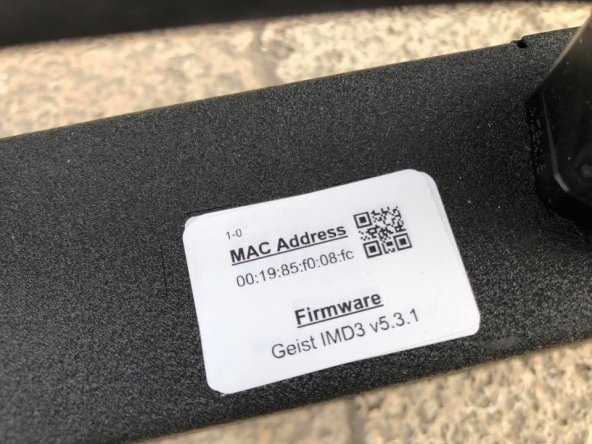 1-0
MAC Address
00:19:85:f0:08:fc
Firmware
Geist IMD3 v5.3.1